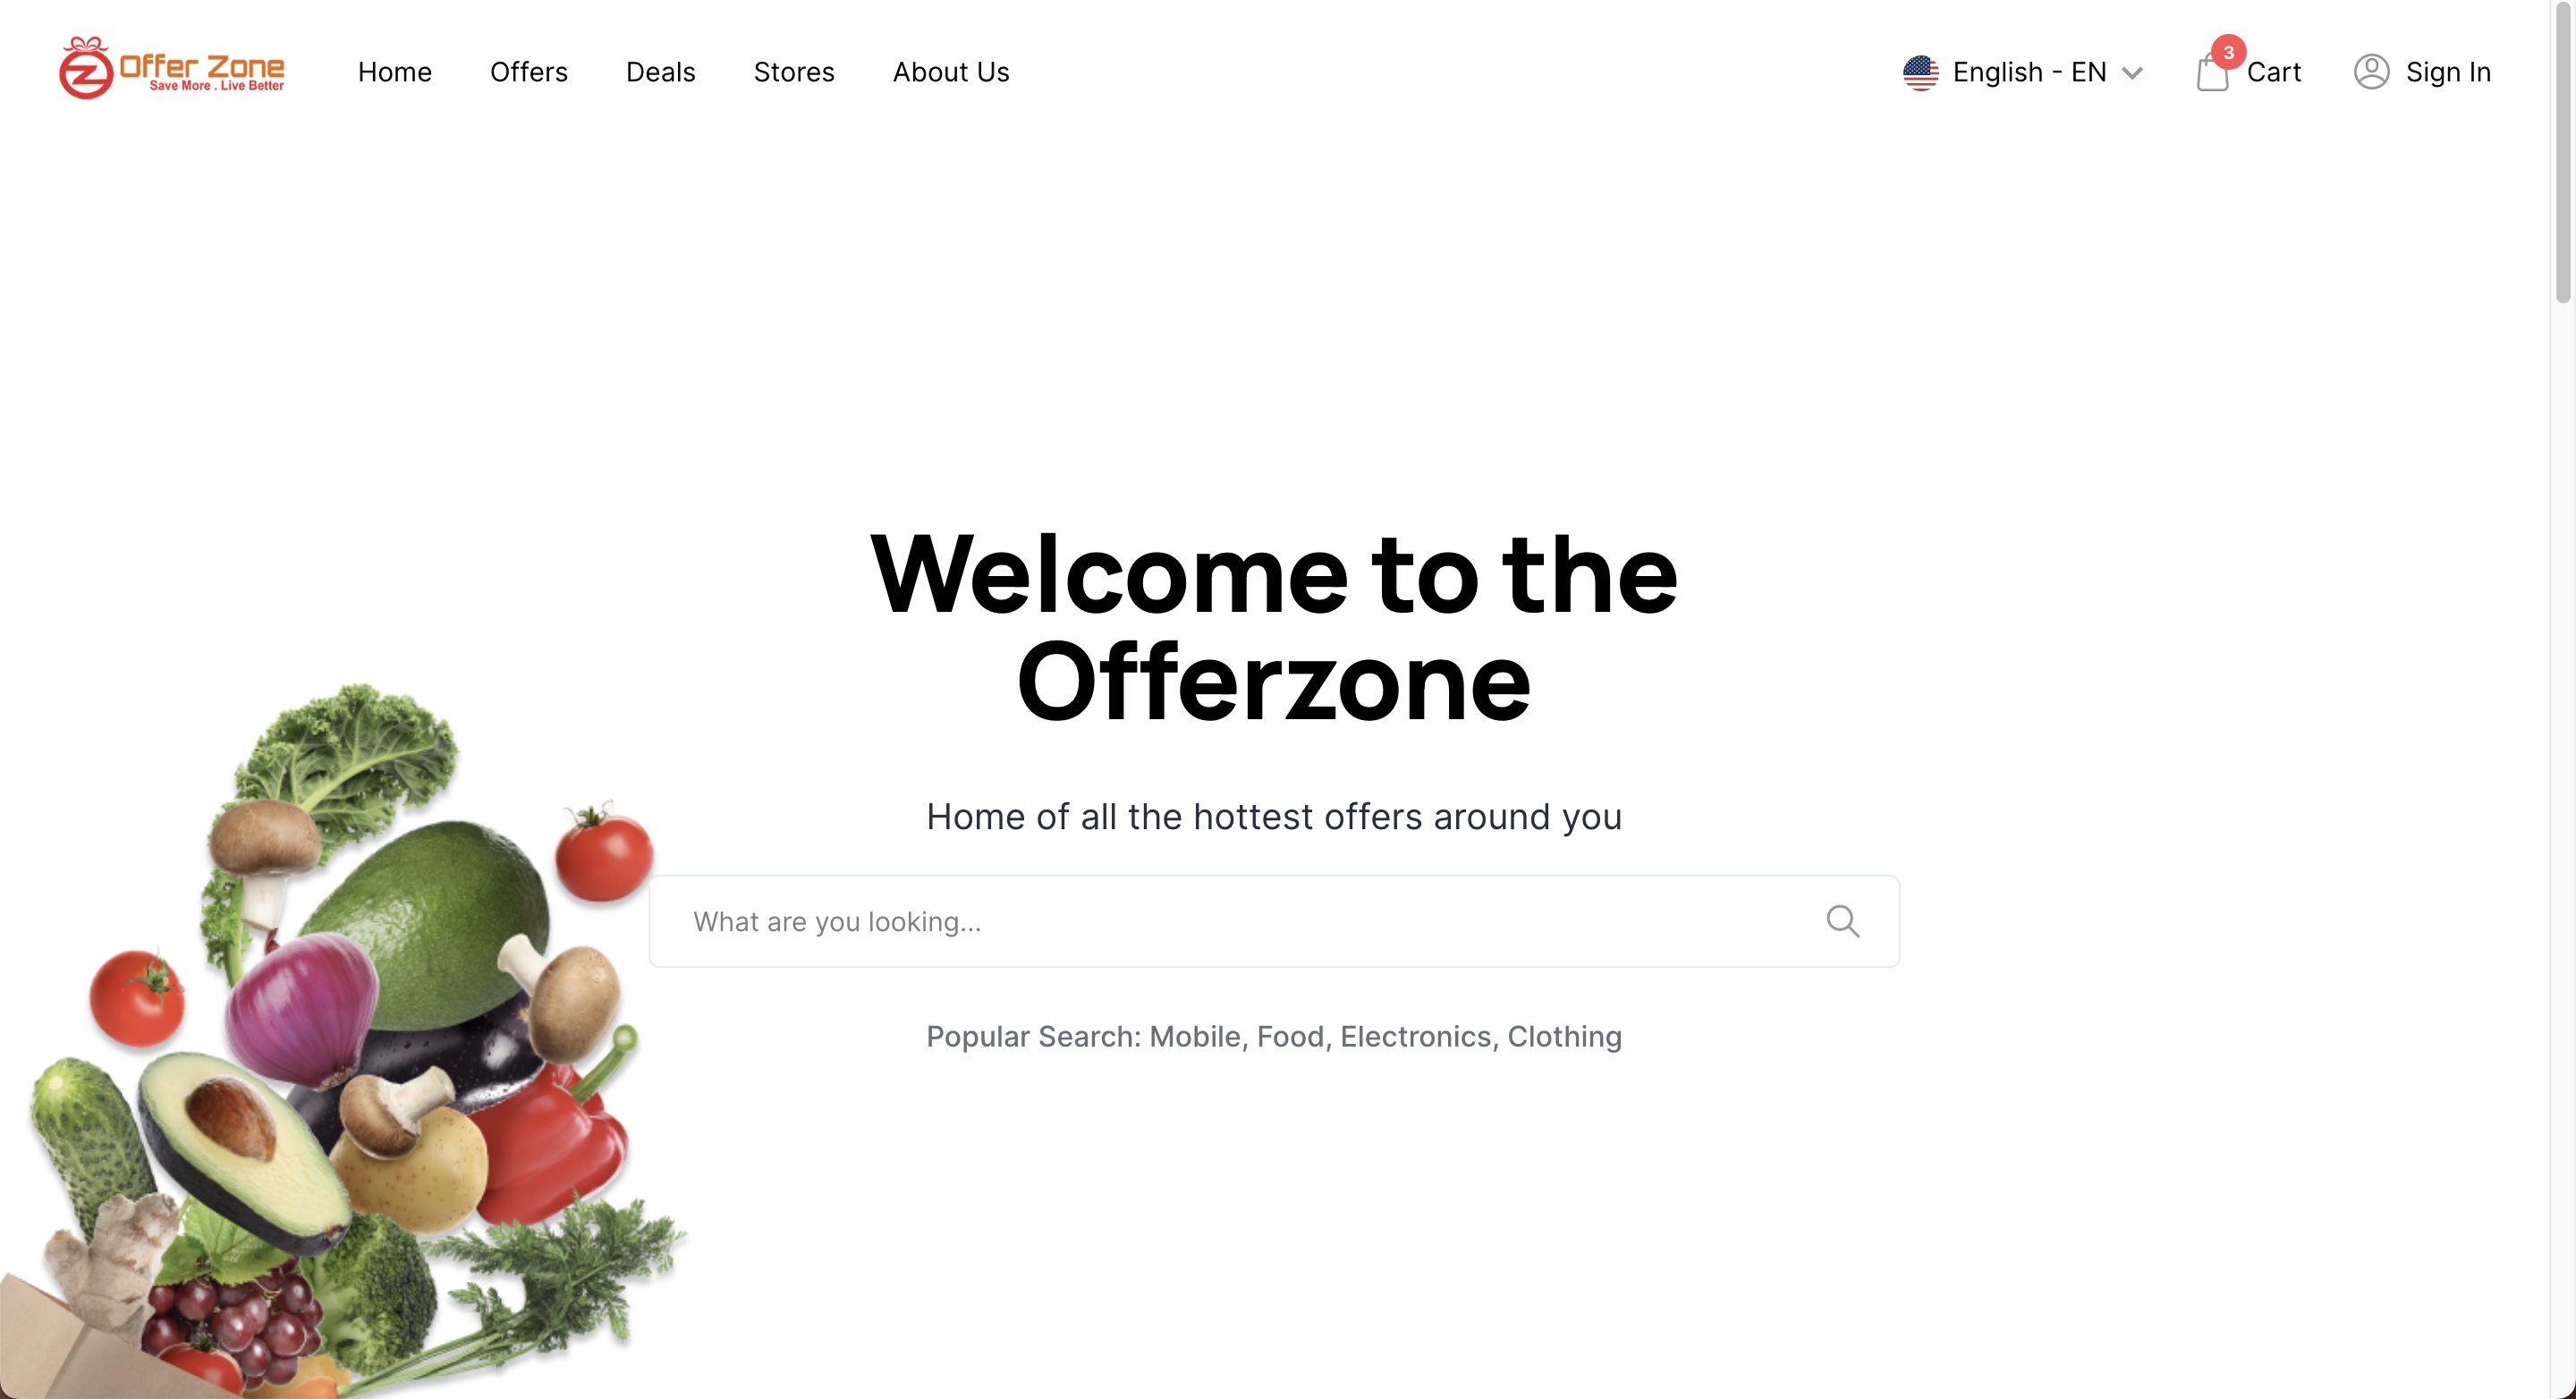 Offer Zone
Save More . Live Better
Home
Offers
Deals
Stores
About Us
English - EN
3
Cart
Sign In
Welcome to the
Offerzone
Home of all the hottest offers around you
What are you looking...
Popular Search: Mobile, Food, Electronics, Clothing